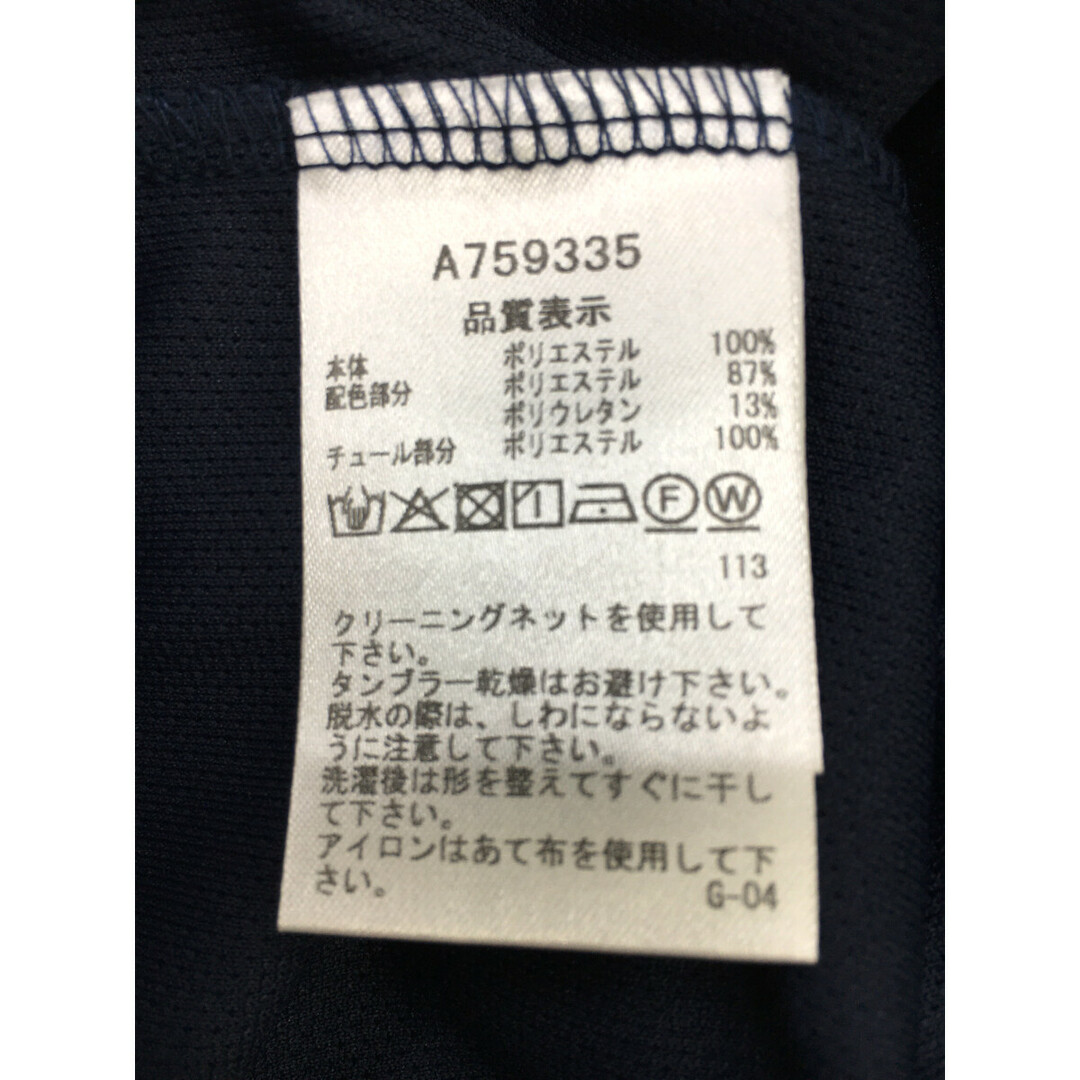 A759335
品質表示
本体 ポリエステル 100%
配色部分 ポリエステル 87%
ポリウレタン 13%
チュール部分 ポリエステル 100%
F W
113
クリーニングネットを使用して
下さい。
タンブラー乾燥はお避け下さい。
脱水の際は、しわにならないよ
うに注意して下さい。
洗濯後は形を整えてすぐに干し
て下さい。
アイロンはあて布を使用して下
さい。
G-04